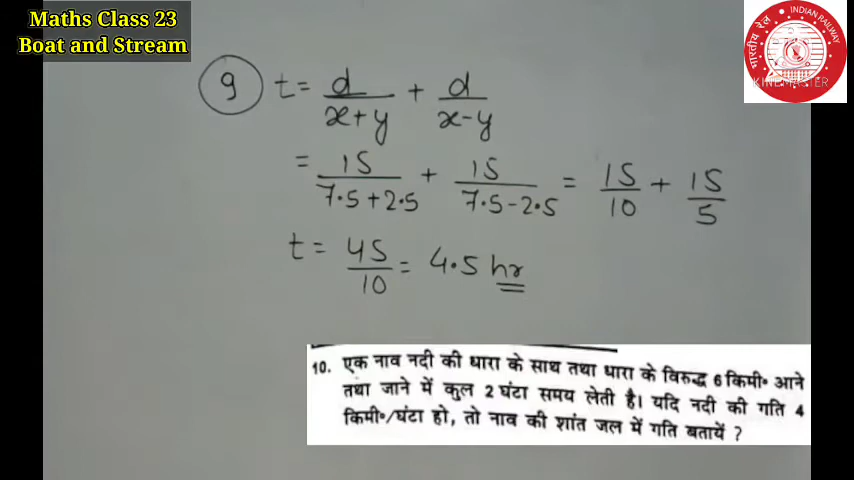 Maths Class 23
Boat and Stream
भारतीय रेल INDIAN RAILWAY
KINEMASTER
9 t = d/(x+y) + d/(x-y)
= 15/(7.5+2.5) + 15/(7.5-2.5) = 15/10 + 15/5
t = 45/10 = 4.5 hr
10. एक नाव नदी की धारा के साथ तथा धारा के विरुद्ध 6 किमी॰ आने
तथा जाने में कुल 2 घंटा समय लेती है। यदि नदी की गति 4
किमी॰/घंटा हो, तो नाव की शांत जल में गति बतायें ?